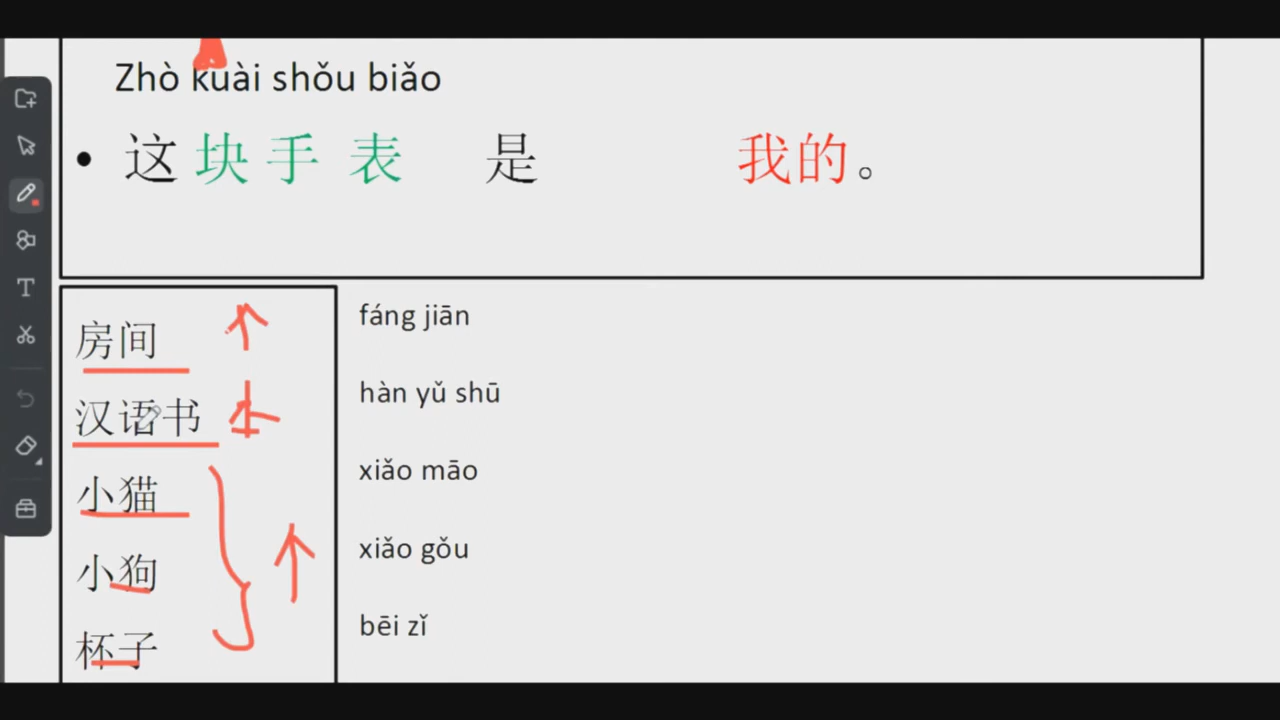 Zhò kuài shǒu biǎo
• 这 块 手 表 是 我的。
房间 fáng jiān
汉语书 hàn yǔ shū
小猫 xiǎo māo
小狗 xiǎo gǒu
杯子 bēi zǐ